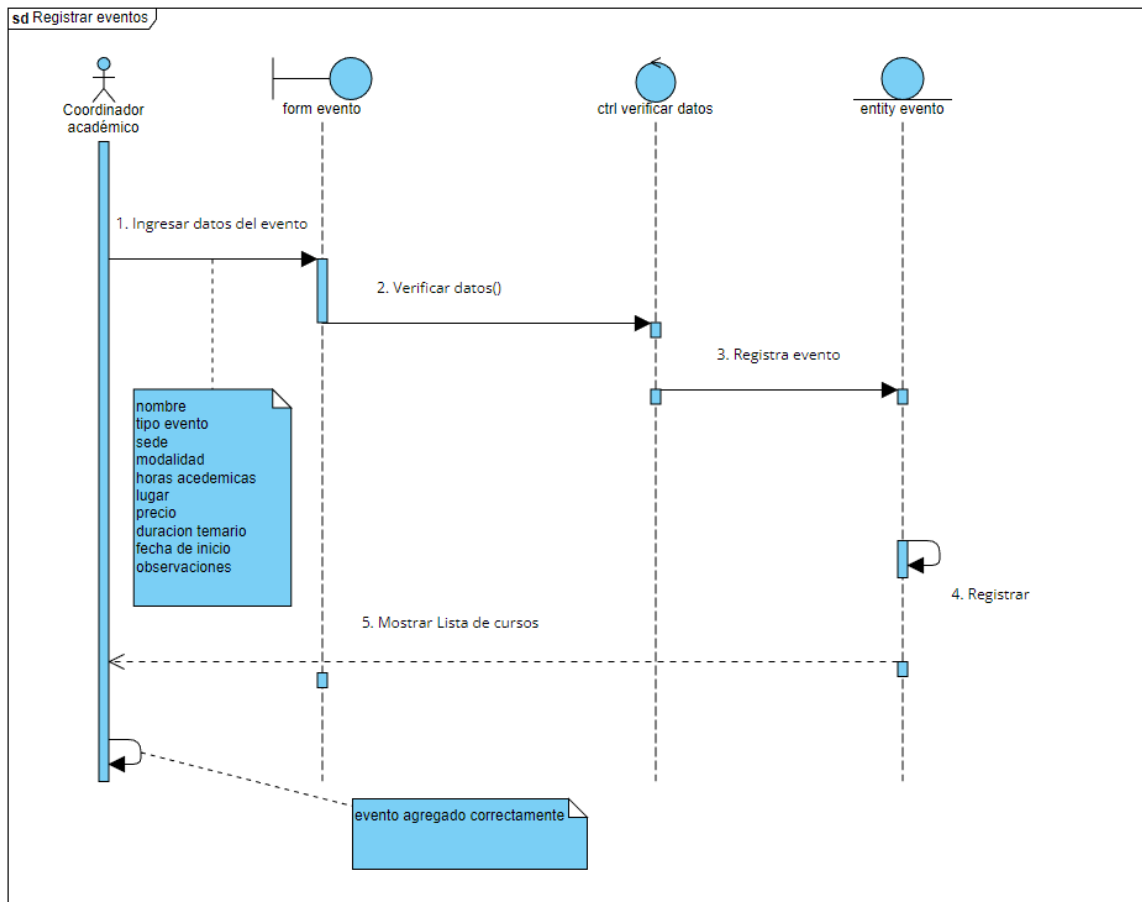 sd Registrar eventos
Coordinador
académico
form evento
ctrl verificar datos
entity evento
1. Ingresar datos del evento
2. Verificar datos()
3. Registra evento
nombre
tipo evento
sede
modalidad
horas acedemicas
lugar
precio
duracion temario
fecha de inicio
observaciones
4. Registrar
5. Mostrar Lista de cursos
evento agregado correctamente